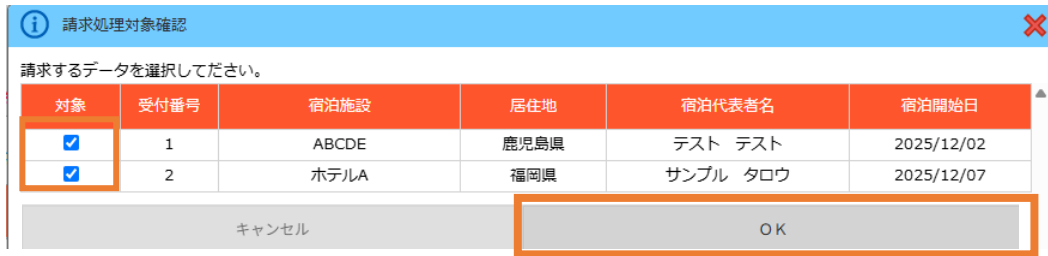 請求処理対象確認
請求するデータを選択してださい。
対象 受付番号 宿泊施設 居住地 宿泊代表者名 宿泊開始日
1 ABCDE 鹿児島県 テスト　テスト 2025/12/02
2 ホテルA 福岡県 サンプル　タロウ 2025/12/07
キャンセル ＯＫ